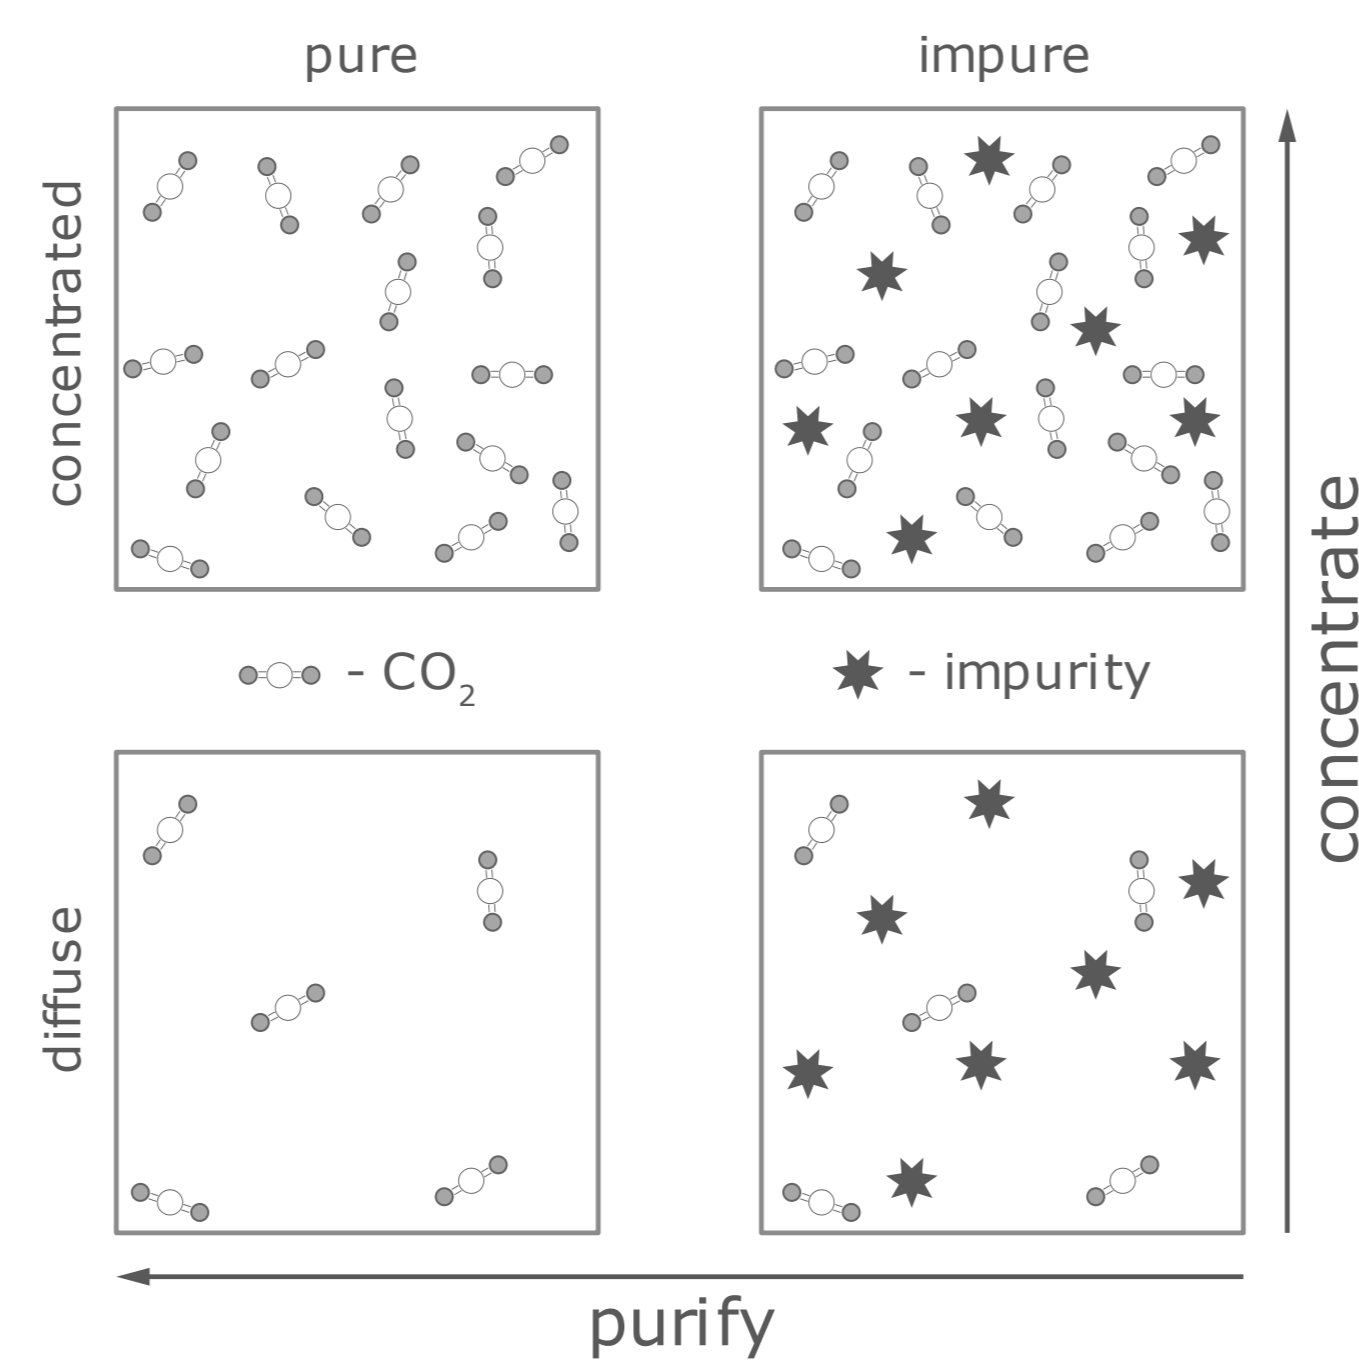 pure
impure
concentrated
- CO₂
- impurity
concentrate
diffuse
purify